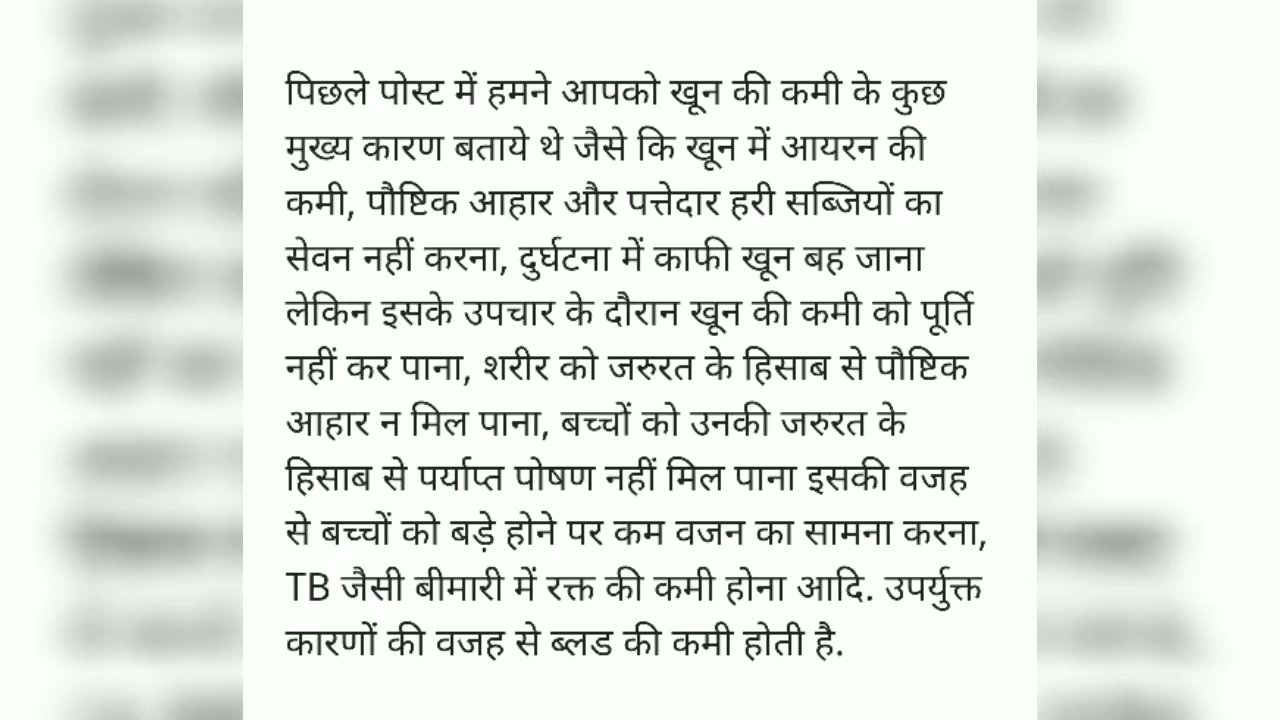 पिछले पोस्ट में हमने आपको खून की कमी के कुछ
मुख्य कारण बताये थे जैसे कि खून में आयरन की
कमी, पौष्टिक आहार और पत्तेदार हरी सब्जियों का
सेवन नहीं करना, दुर्घटना में काफी खून बह जाना
लेकिन इसके उपचार के दौरान खून की कमी को पूर्ति
नहीं कर पाना, शरीर को जरुरत के हिसाब से पौष्टिक
आहार न मिल पाना, बच्चों को उनकी जरुरत के
हिसाब से पर्याप्त पोषण नहीं मिल पाना इसकी वजह
से बच्चों को बड़े होने पर कम वजन का सामना करना,
TB जैसी बीमारी में रक्त की कमी होना आदि. उपर्युक्त
कारणों की वजह से ब्लड की कमी होती है.